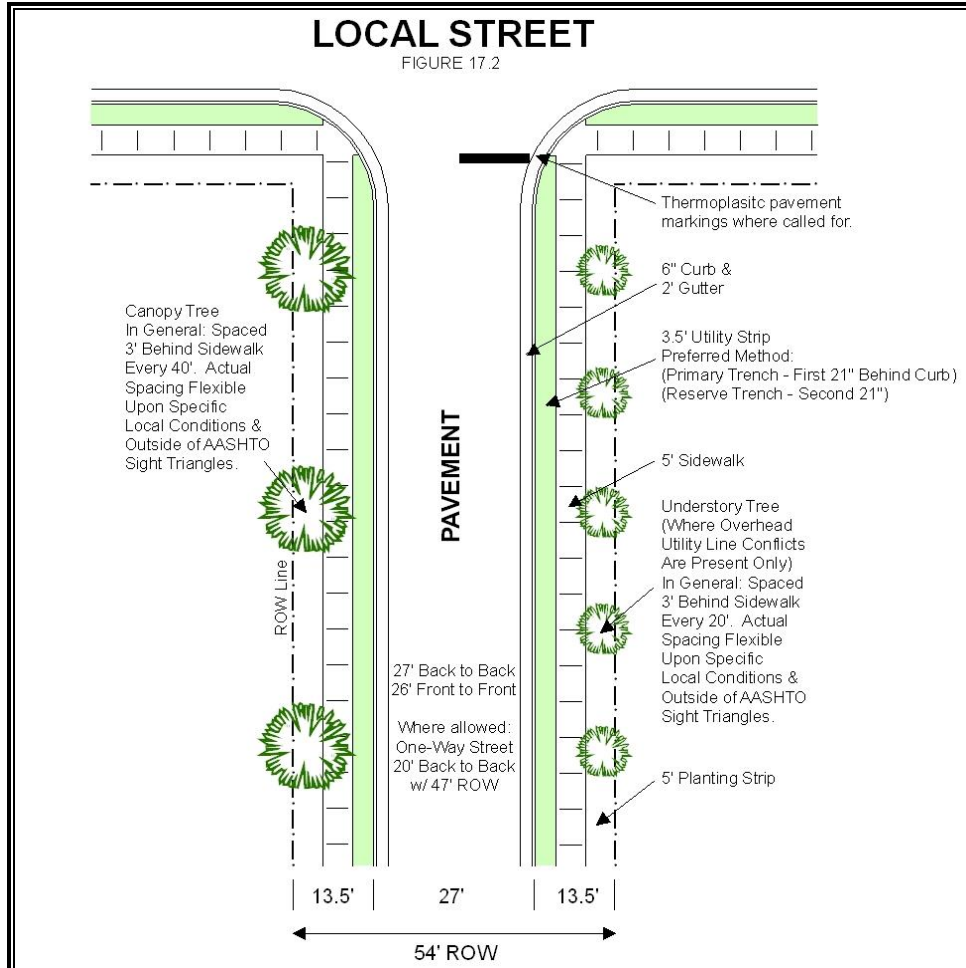 LOCAL STREET
FIGURE 17.2
Thermoplasitc pavement
markings where called for.
6" Curb &
2' Gutter
Canopy Tree
In General: Spaced
3' Behind Sidewalk
Every 40'. Actual
Spacing Flexible
Upon Specific
Local Conditions &
Outside of AASHTO
Sight Triangles.
3.5' Utility Strip
Preferred Method:
(Primary Trench - First 21" Behind Curb)
(Reserve Trench - Second 21")
PAVEMENT
5' Sidewalk
Understory Tree
(Where Overhead
Utility Line Conflicts
Are Present Only)
In General: Spaced
3' Behind Sidewalk
Every 20'. Actual
Spacing Flexible
Upon Specific
Local Conditions &
Outside of AASHTO
Sight Triangles.
ROW Line
27' Back to Back
26' Front to Front
Where allowed:
One-Way Street
20' Back to Back
w/ 47' ROW
5' Planting Strip
13.5'
27'
13.5'
54' ROW